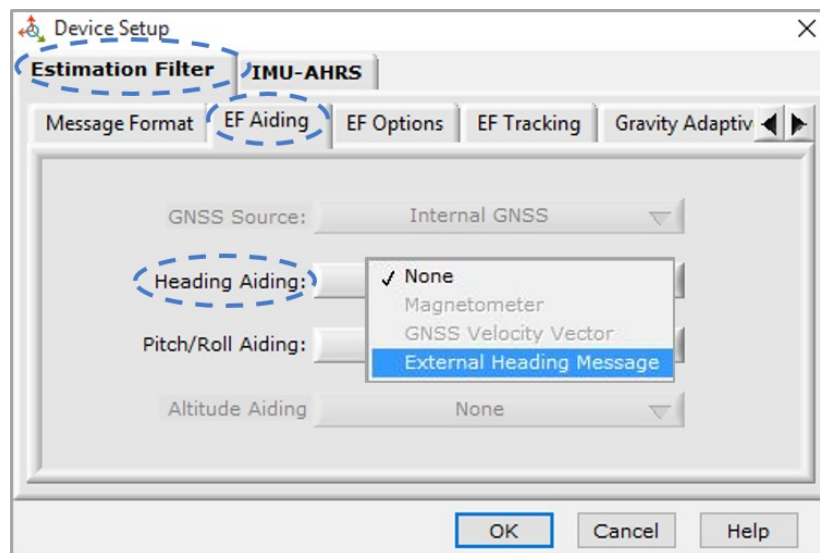 Device Setup
Estimation Filter IMU-AHRS
Message Format EF Aiding EF Options EF Tracking Gravity Adaptiv
GNSS Source: Internal GNSS
Heading Aiding: ✓ None
Magnetometer
GNSS Velocity Vector
Pitch/Roll Aiding:
External Heading Message
Altitude Aiding None
OK Cancel Help